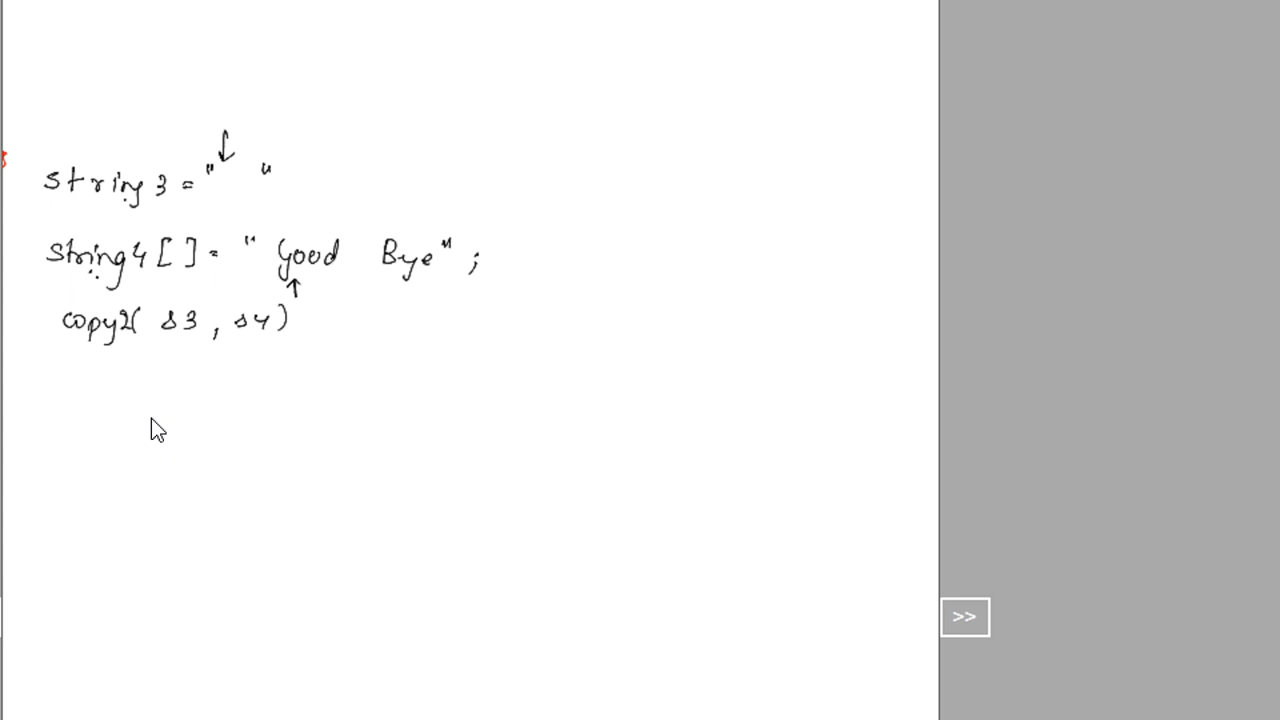 string3 = " "
string4[] = "Good Bye";
copy2( s3, s4)
>>